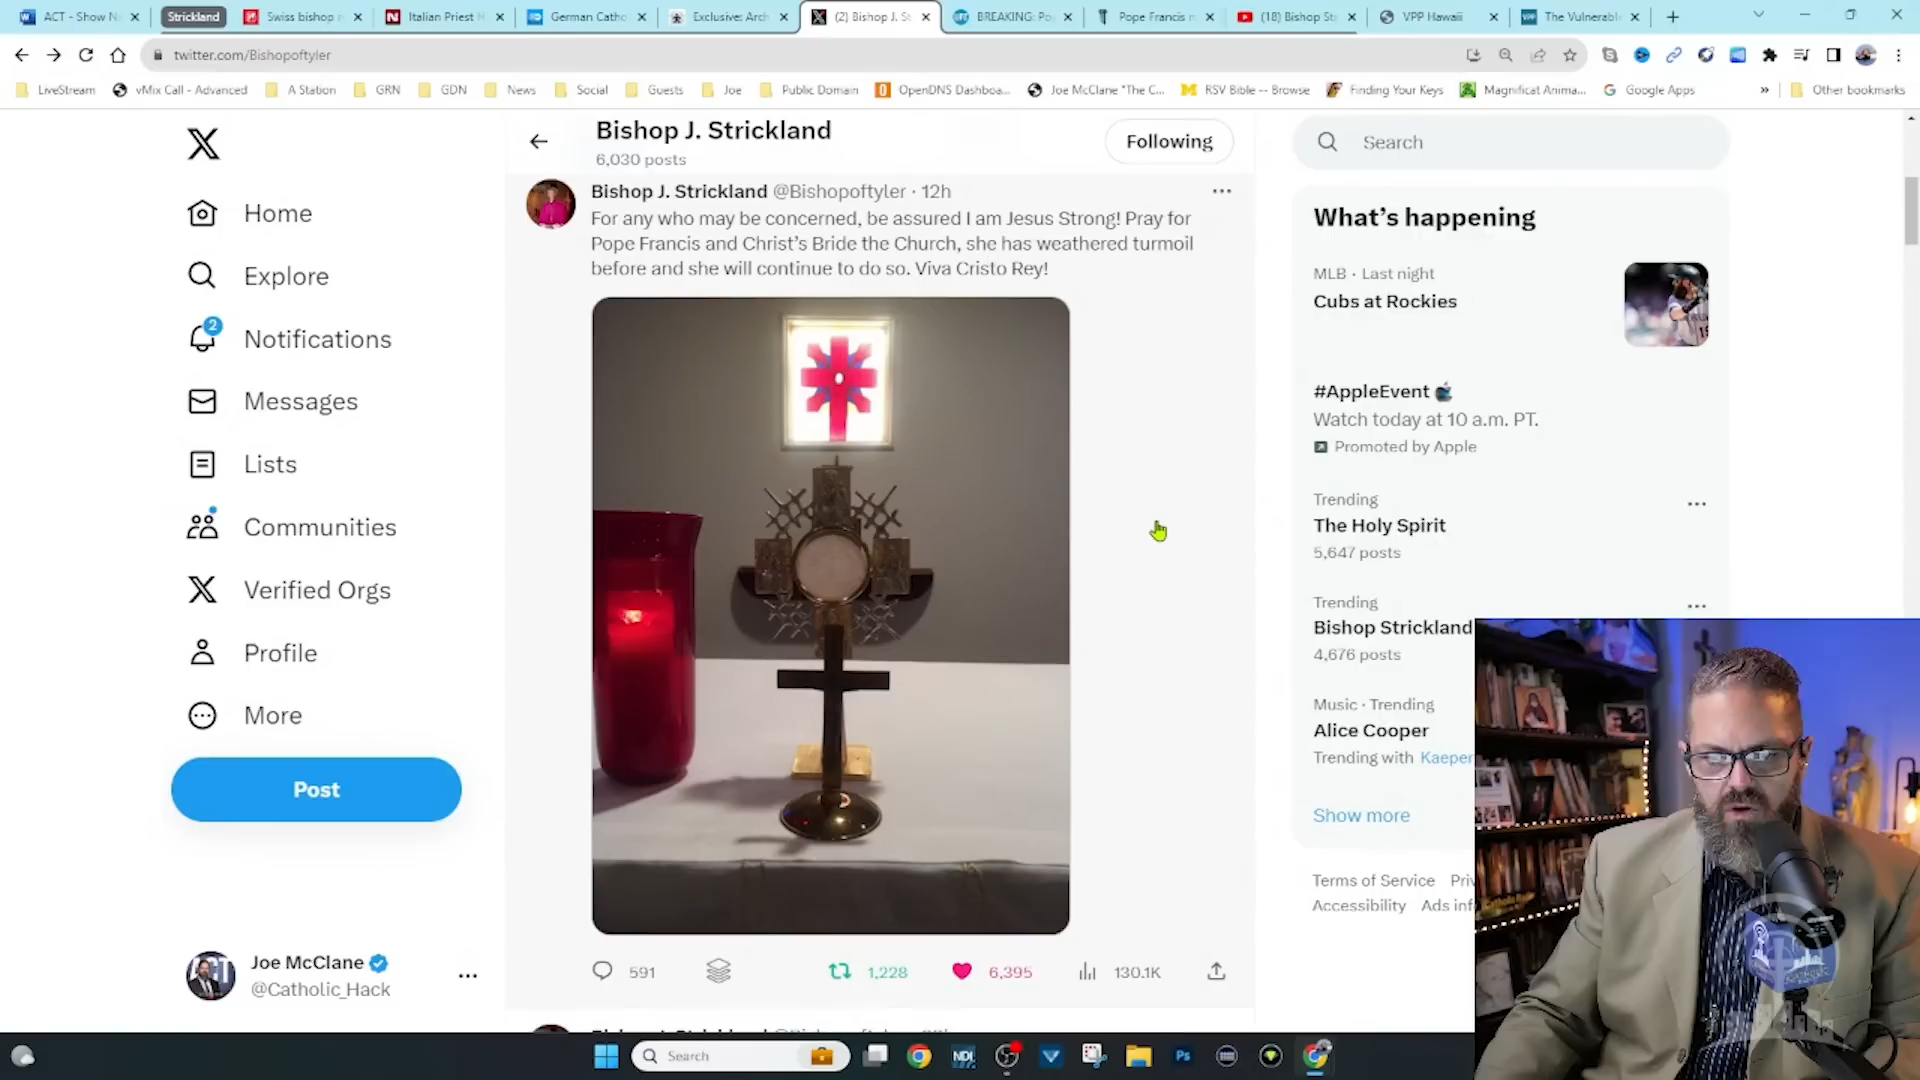 ACT - Show N
Strickland
Swiss bishop
Italian Priest
German Catho
Exclusive: Arch
(2) Bishop J. St
BREAKING: Po
Pope Francis
(18) Bishop St
VPP Hawaii
The Vulnerabl
twitter.com/Bishopoftyler
LiveStream
vMix Call - Advanced
A Station
GRN
GDN
News
Social
Guests
Joe
Public Domain
OpenDNS Dashboa...
Joe McClane "The C...
RSV Bible -- Browse
Finding Your Keys
Magnificat Anima...
Google Apps
»
Other bookmarks
Home
Explore
2
Notifications
Messages
Lists
Communities
Verified Orgs
Profile
More
Post
Joe McClane
@Catholic_Hack
Bishop J. Strickland
6,030 posts
Following
Bishop J. Strickland @Bishopoftyler · 12h
For any who may be concerned, be assured I am Jesus Strong! Pray for
Pope Francis and Christ's Bride the Church, she has weathered turmoil
before and she will continue to do so. Viva Cristo Rey!
591
1,228
6,395
130.1K
Search
What's happening
MLB · Last night
Cubs at Rockies
#AppleEvent
Watch today at 10 a.m. PT.
Promoted by Apple
Trending
The Holy Spirit
5,647 posts
Trending
Bishop Strickland
4,676 posts
Music · Trending
Alice Cooper
Trending with Kaeper
Show more
Terms of Service Priv
Accessibility Ads inf
Search
NDI
Ps